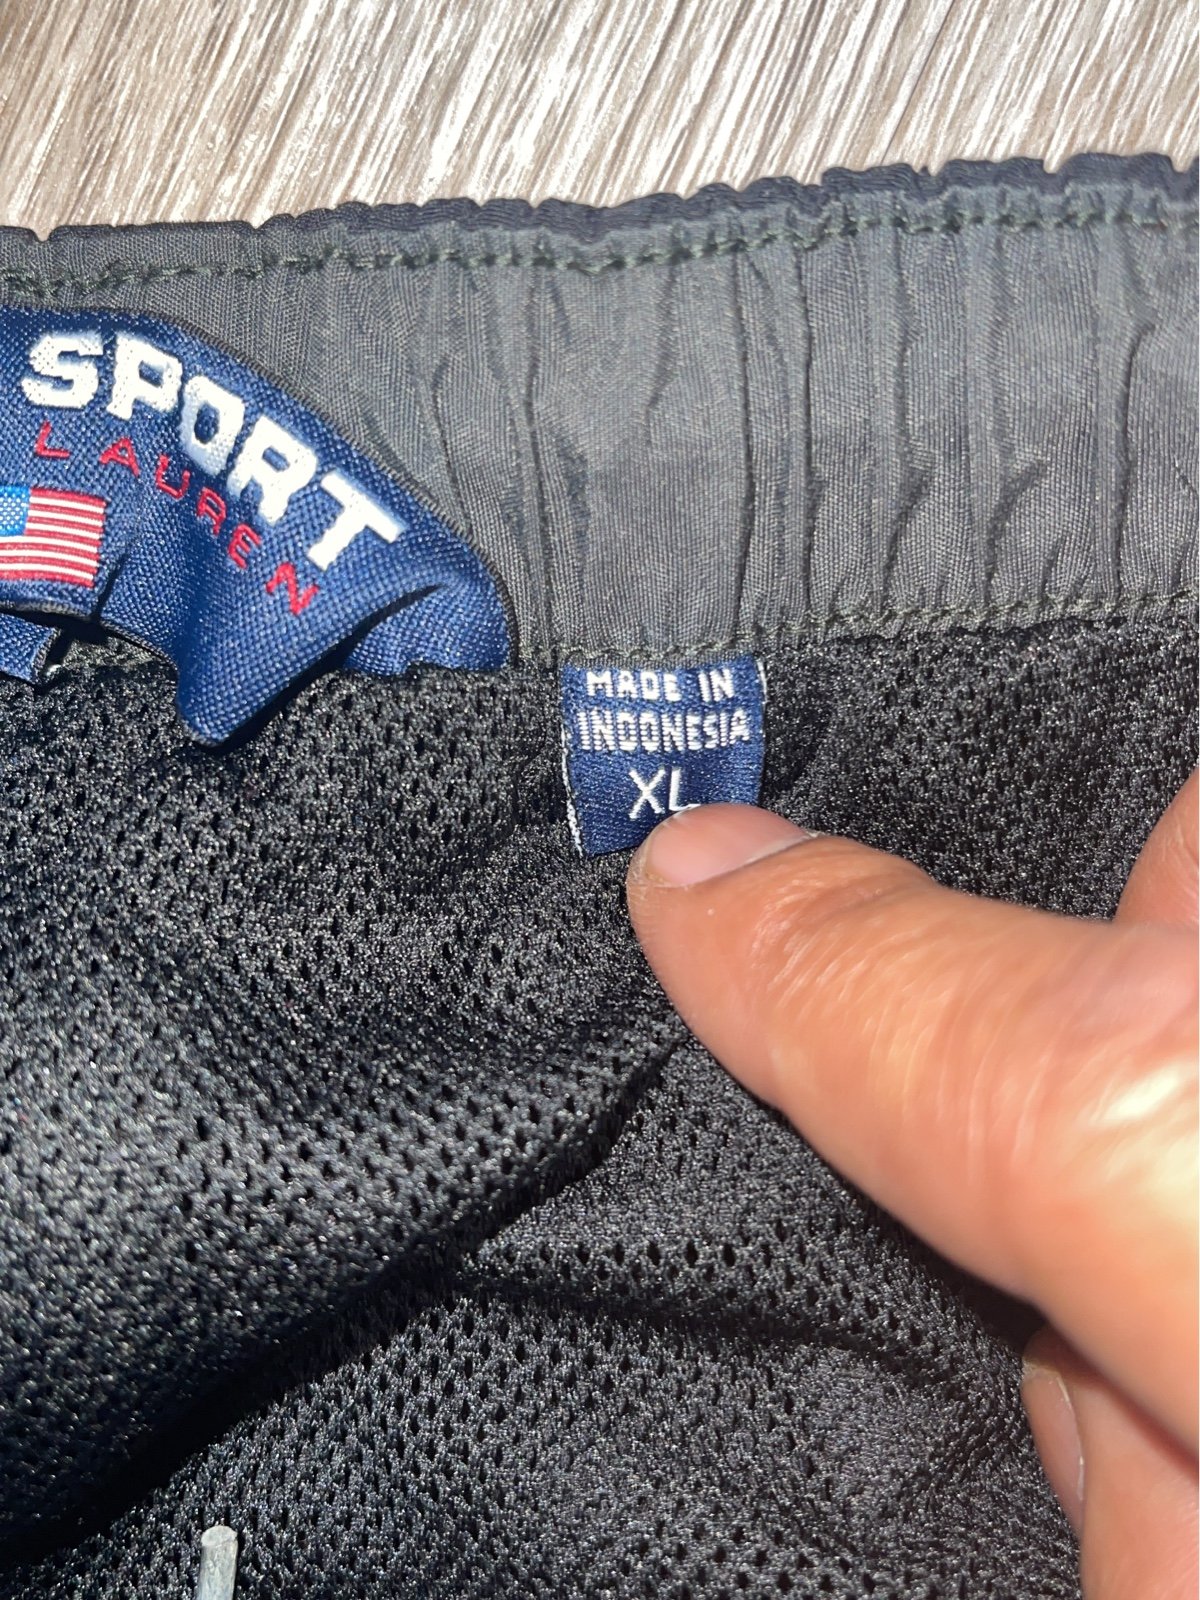 SPORT
LAUREN
MADE IN
INDONESIA
XL